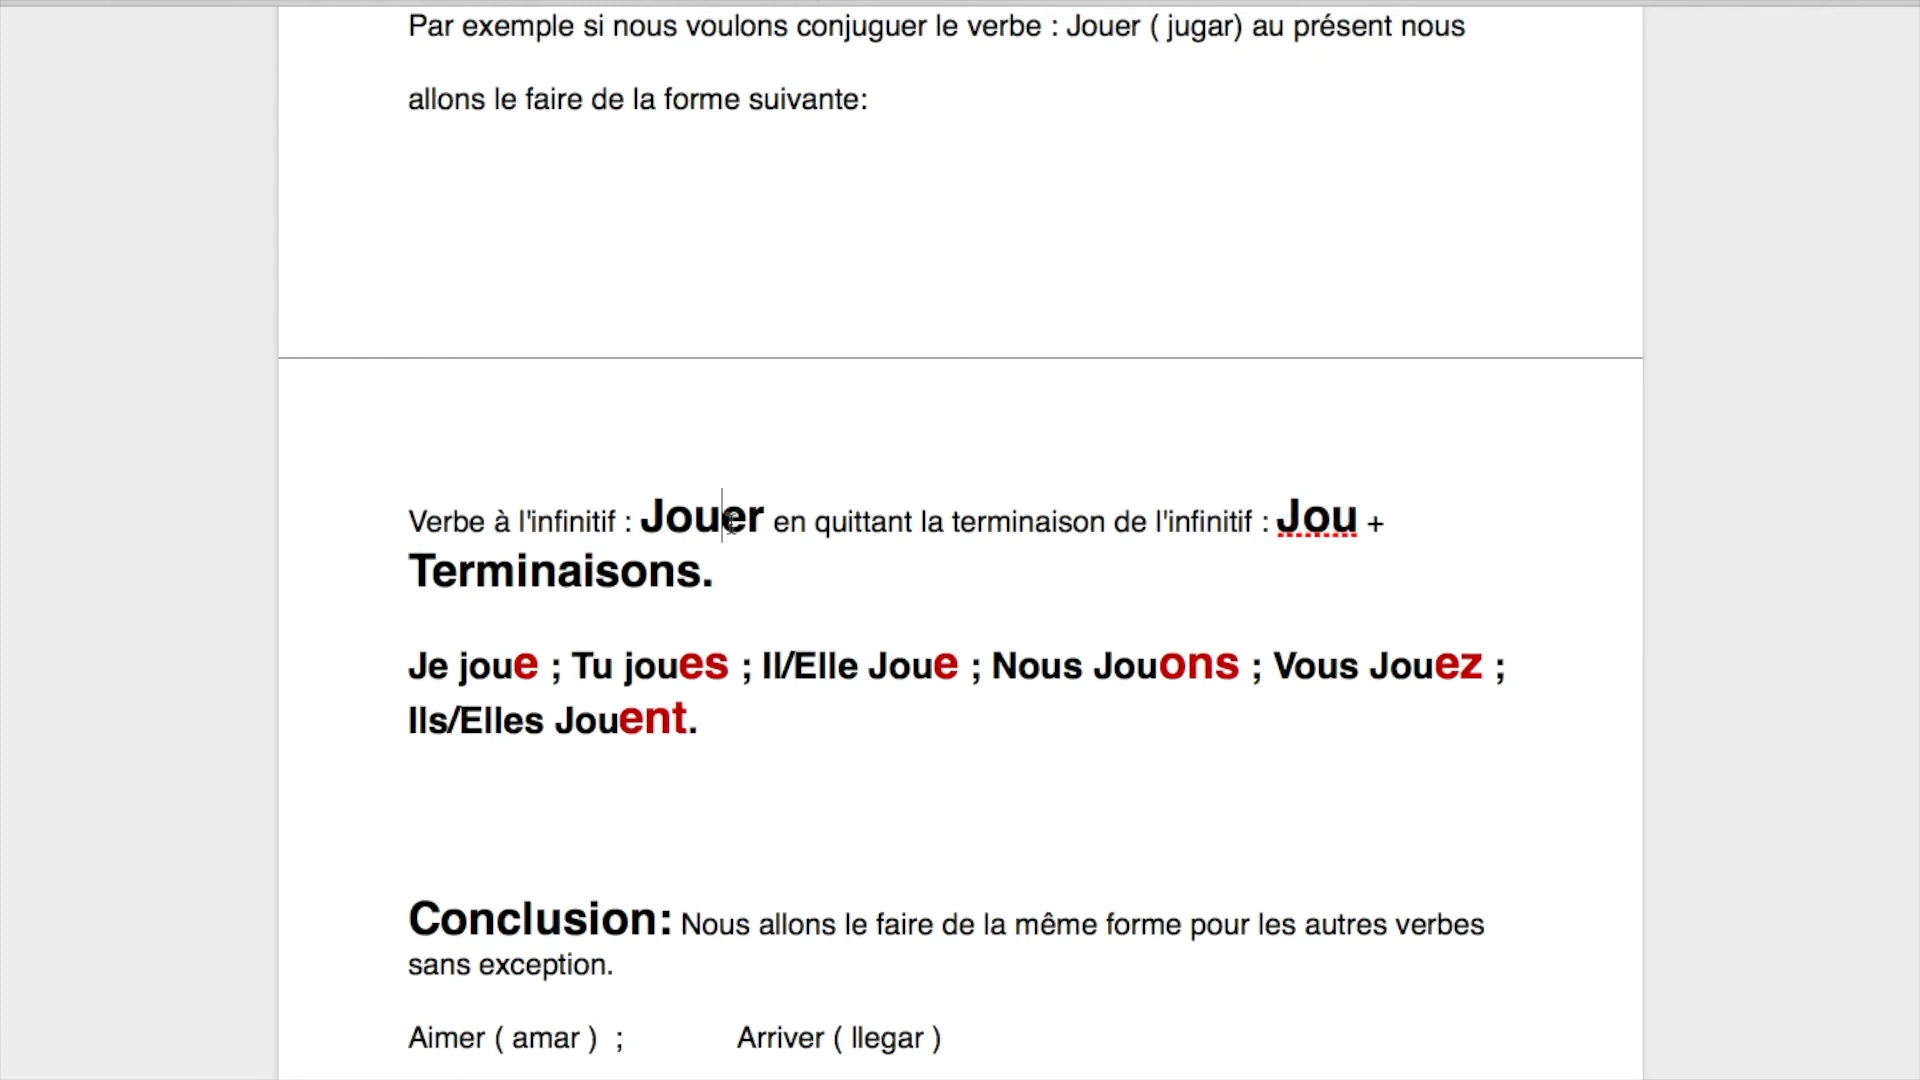 Par exemple si nous voulons conjuguer le verbe : Jouer ( jugar) au présent nous
allons le faire de la forme suivante:
Verbe à l'infinitif : Jouer en quittant la terminaison de l'infinitif : Jou +
Terminaisons.
Je joue ; Tu joues ; Il/Elle Joue ; Nous Jouons ; Vous Jouez ;
Ils/Elles Jouent.
Conclusion: Nous allons le faire de la même forme pour les autres verbes
sans exception.
Aimer ( amar ) ; Arriver ( llegar )